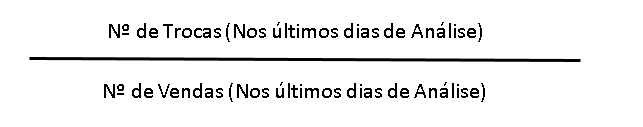 Nº de Trocas (Nos últimos dias de Análise)
Nº de Vendas (Nos últimos dias de Análise)